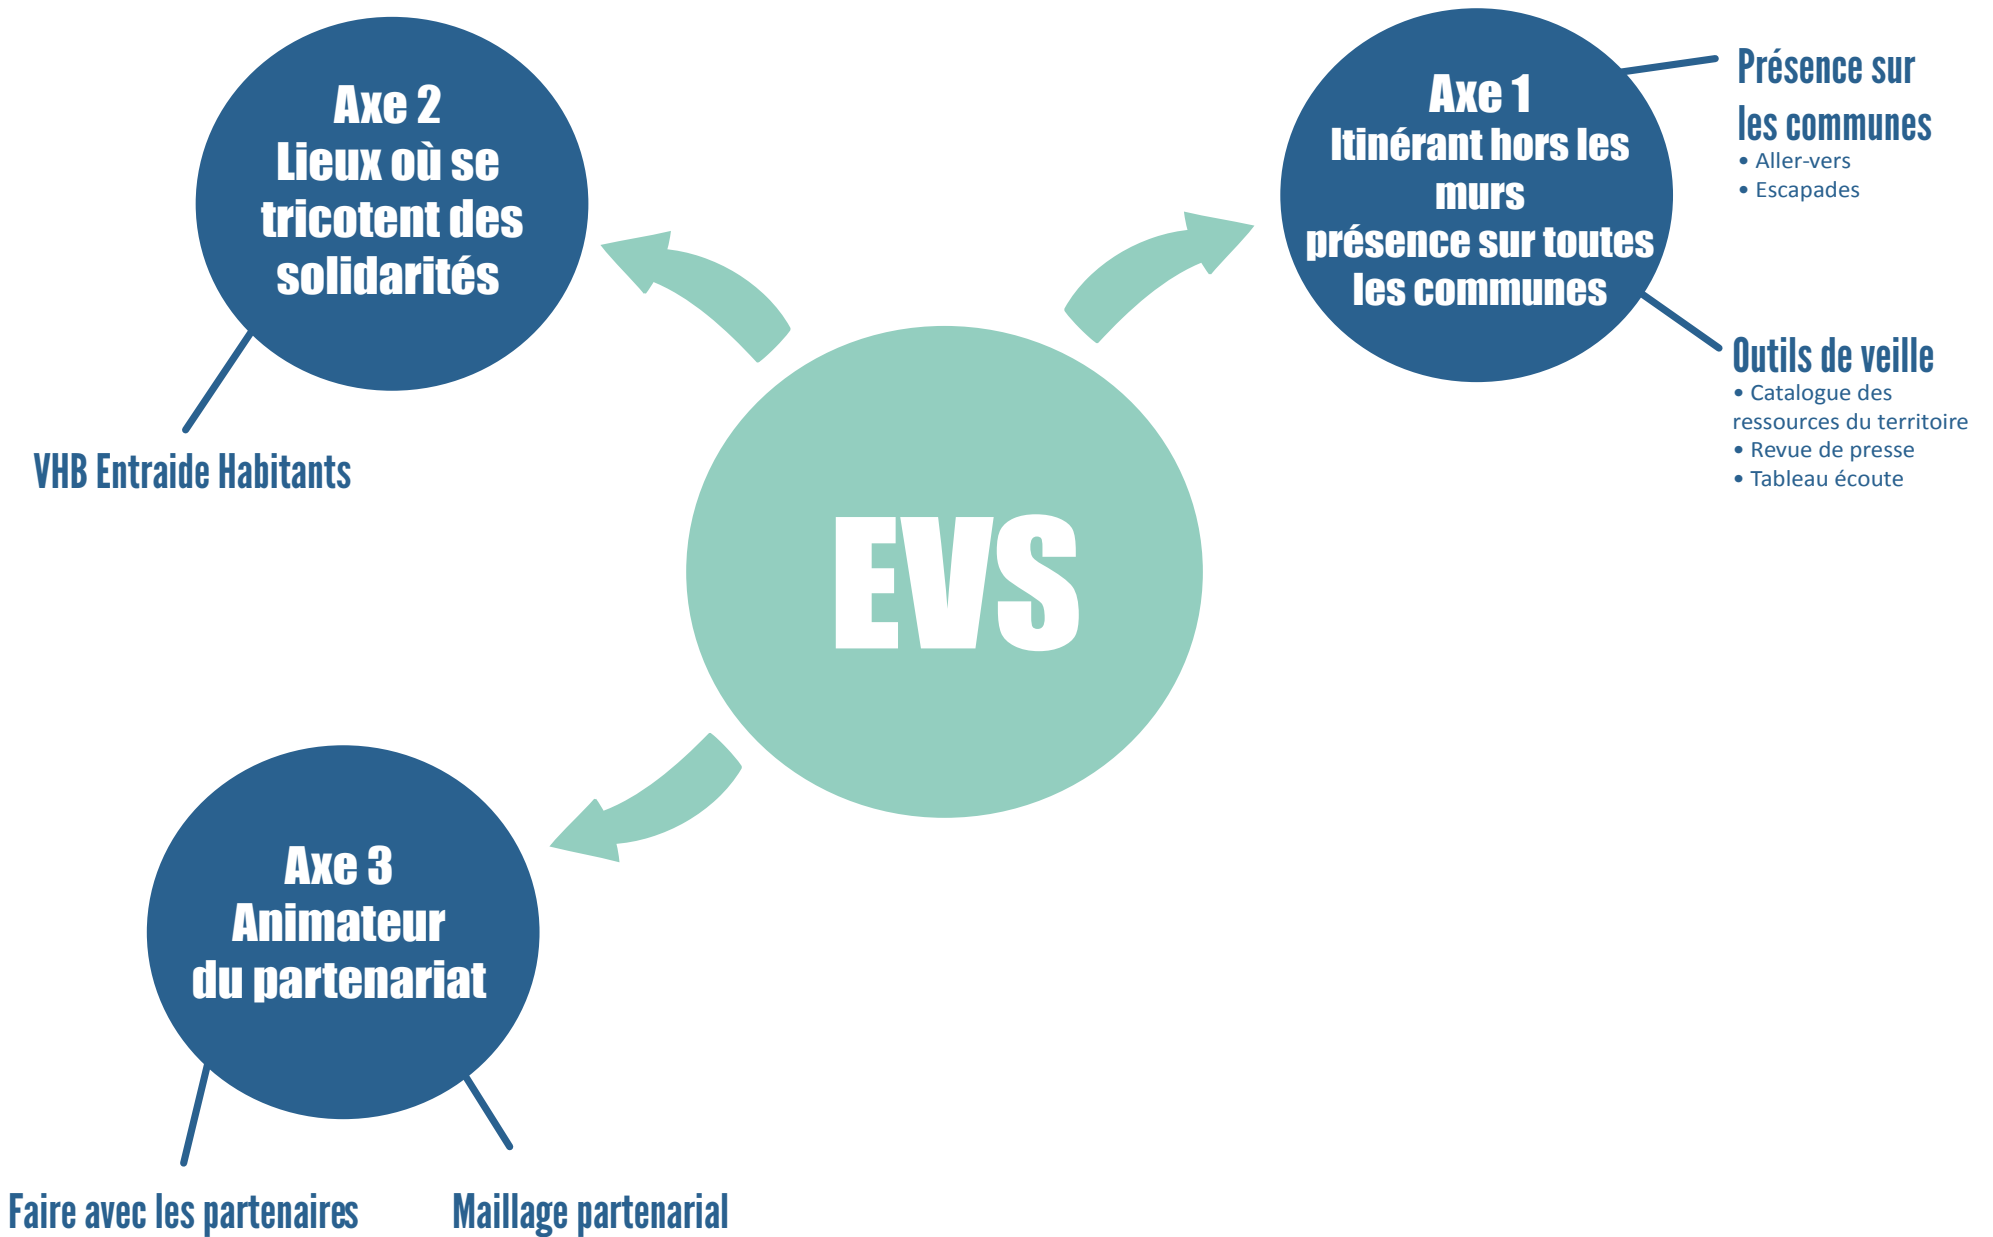 Axe 2
Lieux où se
tricotent des
solidarités
VHB Entraide Habitants
Axe 1
Itinérant hors les
murs
présence sur toutes
les communes
Présence sur
les communes
• Aller-vers
• Escapades
Outils de veille
• Catalogue des
ressources du territoire
• Revue de presse
• Tableau écoute
EVS
Axe 3
Animateur
du partenariat
Faire avec les partenaires
Maillage partenarial